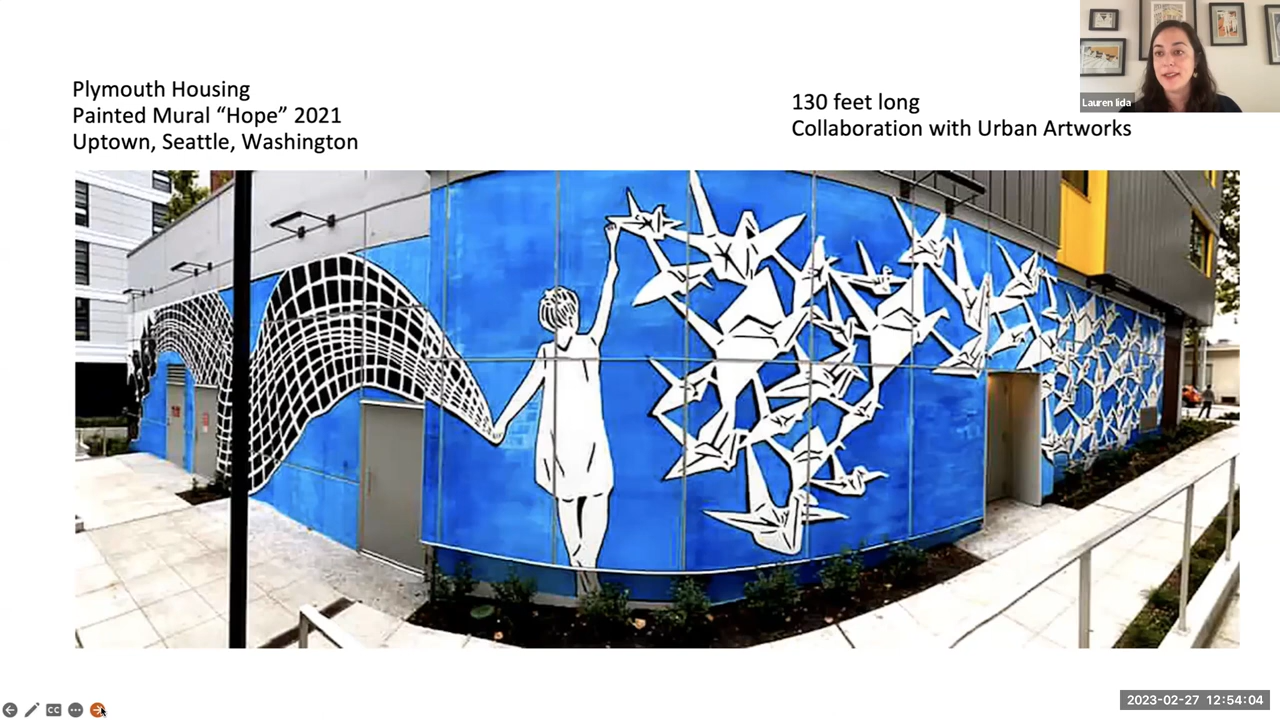 Plymouth Housing
Painted Mural “Hope” 2021
Uptown, Seattle, Washington
130 feet long
Collaboration with Urban Artworks
Lauren Iida
CC
2023-02-27 12:54:04